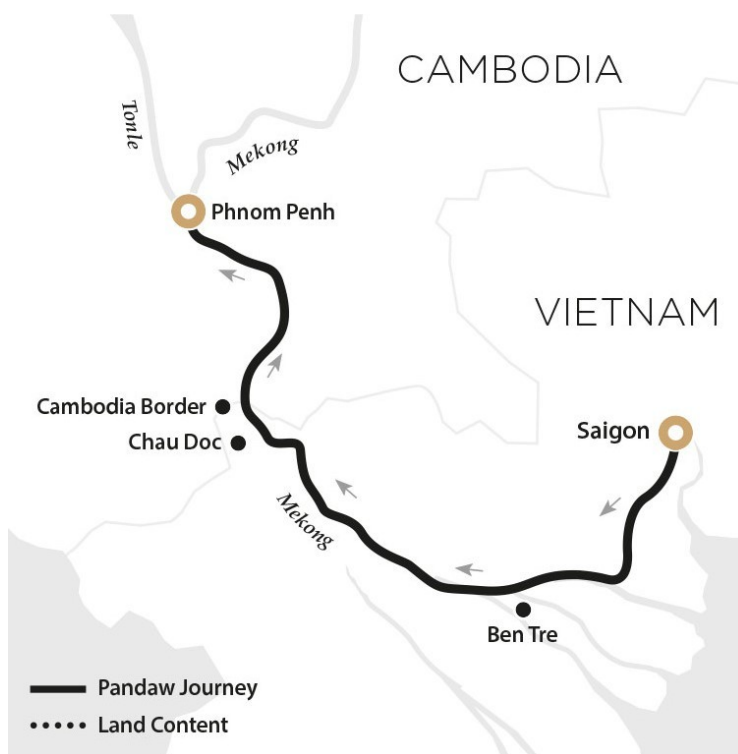 CAMBODIA
Tonle
Mekong
Phnom Penh
VIETNAM
Cambodia Border
Chau Doc
Saigon
Mekong
Ben Tre
Pandaw Journey
Land Content